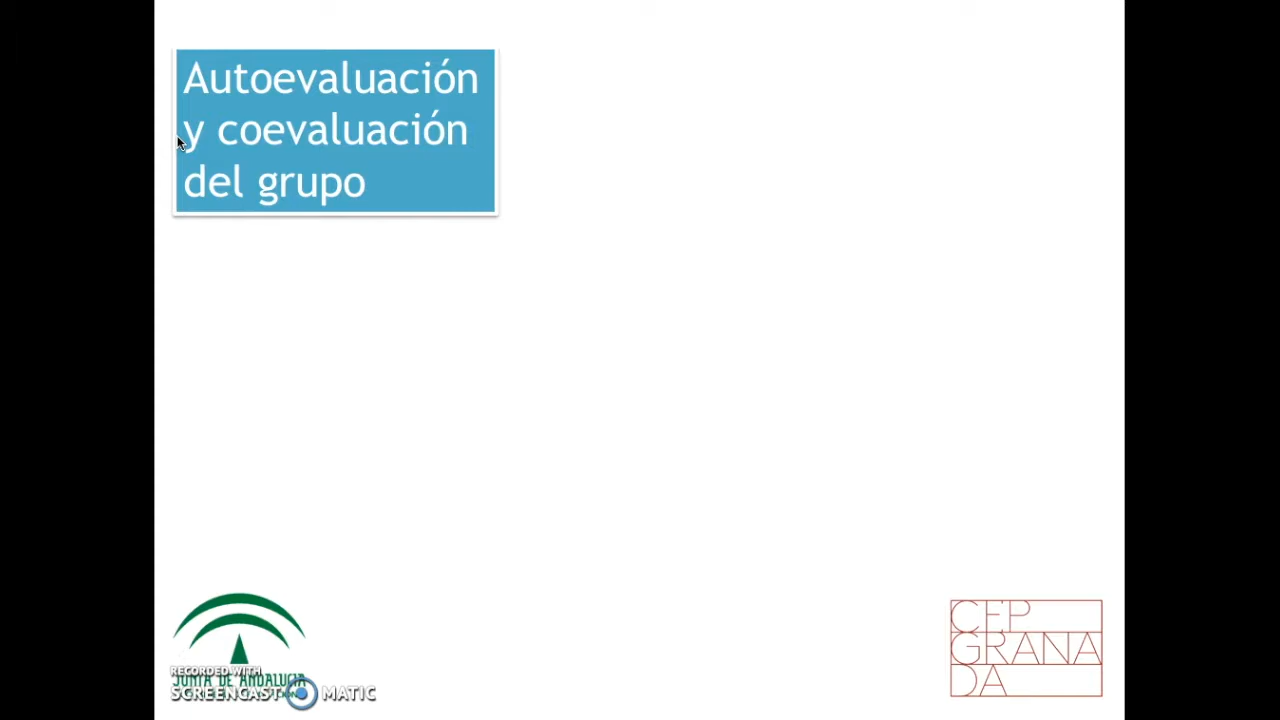 Autoevaluación
y coevaluación
del grupo
RECORDED WITH
JUNTA DE ANDALUCIA
SCREENCAST MATIC
CEP
GRANA
DA